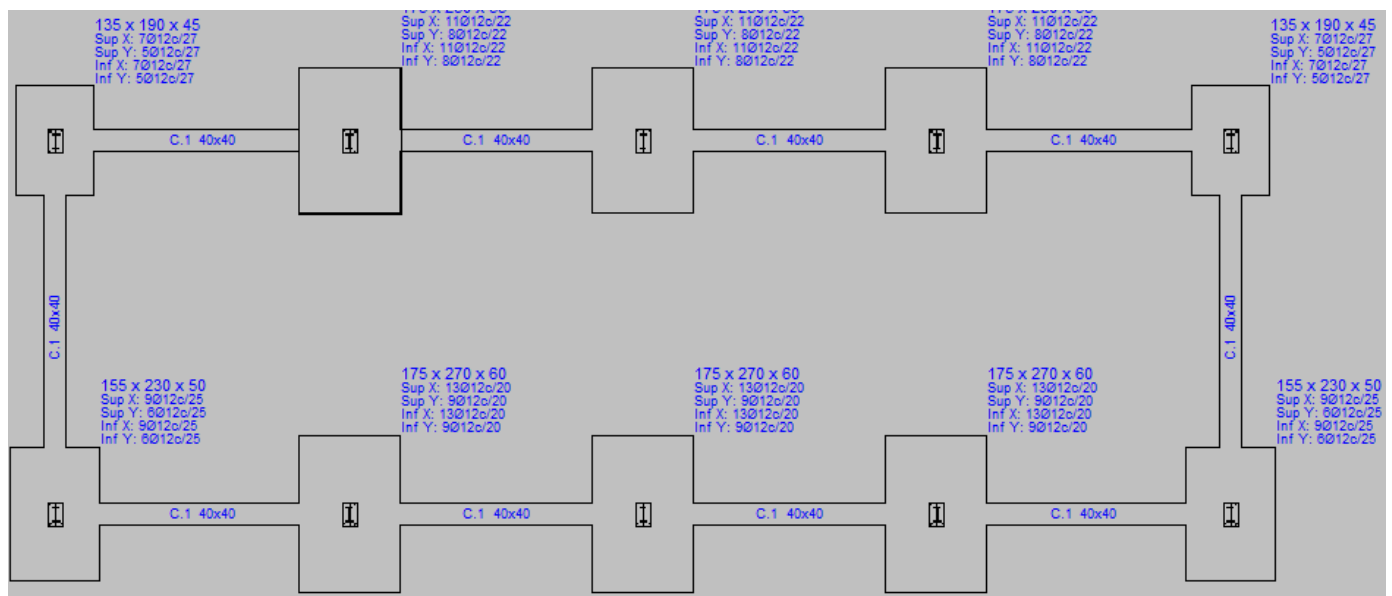 135 x 190 x 45
Sup X: 7Ø12c/27
Sup Y: 5Ø12c/27
Inf X: 7Ø12c/27
Inf Y: 5Ø12c/27
Sup X: 11Ø12c/22
Sup Y: 8Ø12c/22
Inf X: 11Ø12c/22
Inf Y: 8Ø12c/22
Sup X: 11Ø12c/22
Sup Y: 8Ø12c/22
Inf X: 11Ø12c/22
Inf Y: 8Ø12c/22
Sup X: 11Ø12c/22
Sup Y: 8Ø12c/22
Inf X: 11Ø12c/22
Inf Y: 8Ø12c/22
135 x 190 x 45
Sup X: 7Ø12c/27
Sup Y: 5Ø12c/27
Inf X: 7Ø12c/27
Inf Y: 5Ø12c/27
C.1 40x40
C.1 40x40
C.1 40x40
C.1 40x40
C.1 40x40
C.1 40x40
155 x 230 x 50
Sup X: 9Ø12c/25
Sup Y: 6Ø12c/25
Inf X: 9Ø12c/25
Inf Y: 6Ø12c/25
175 x 270 x 60
Sup X: 13Ø12c/20
Sup Y: 9Ø12c/20
Inf X: 13Ø12c/20
Inf Y: 9Ø12c/20
175 x 270 x 60
Sup X: 13Ø12c/20
Sup Y: 9Ø12c/20
Inf X: 13Ø12c/20
Inf Y: 9Ø12c/20
175 x 270 x 60
Sup X: 13Ø12c/20
Sup Y: 9Ø12c/20
Inf X: 13Ø12c/20
Inf Y: 9Ø12c/20
155 x 230 x 50
Sup X: 9Ø12c/25
Sup Y: 6Ø12c/25
Inf X: 9Ø12c/25
Inf Y: 6Ø12c/25
C.1 40x40
C.1 40x40
C.1 40x40
C.1 40x40